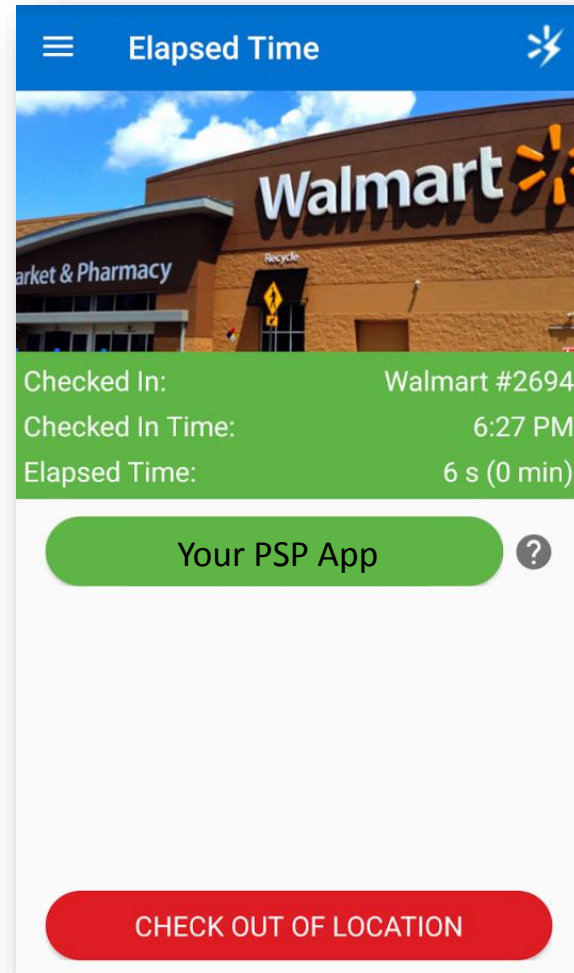 Elapsed Time
Walmart
arket & Pharmacy
Recycle
Checked In: Walmart #2694
Checked In Time: 6:27 PM
Elapsed Time: 6 s (0 min)
Your PSP App ?
CHECK OUT OF LOCATION